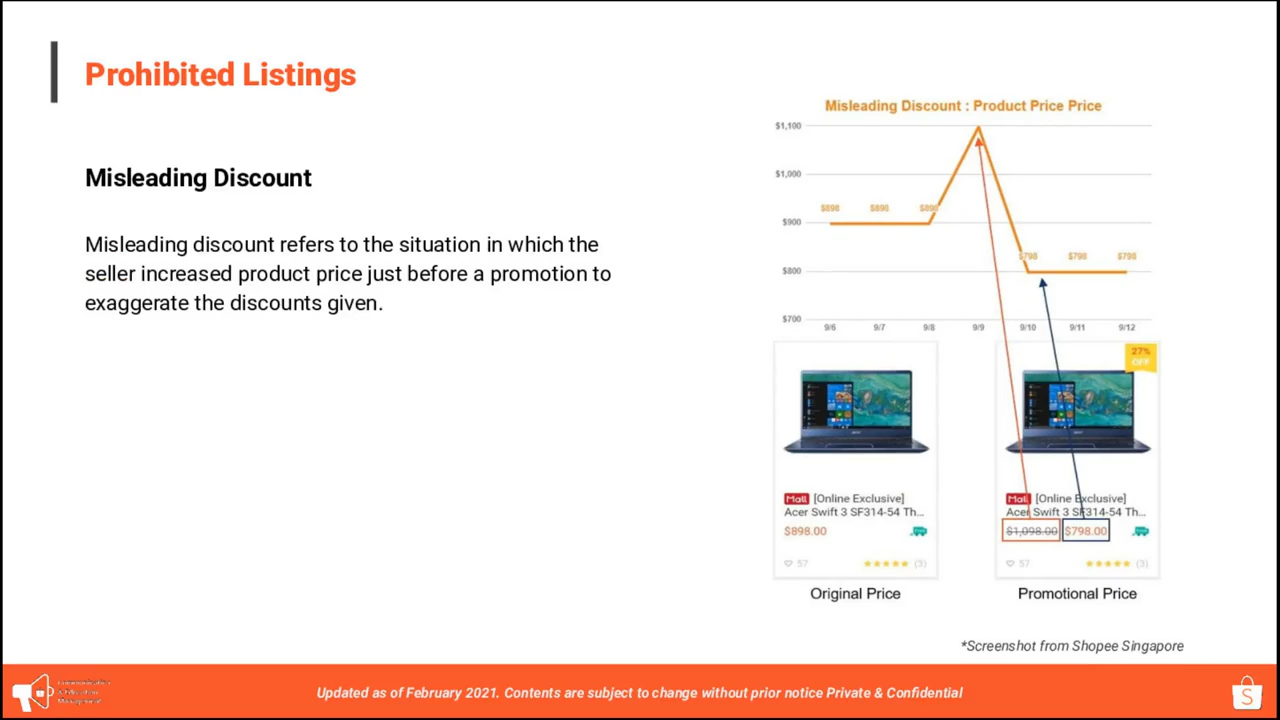 Prohibited Listings
Misleading Discount
Misleading discount refers to the situation in which the
seller increased product price just before a promotion to
exaggerate the discounts given.
Misleading Discount : Product Price Price
$1,100
$1,000
$900
$800
$700
$898 $898 $898
$798 $798 $798
9/6 9/7 9/8 9/9 9/10 9/11 9/12
Mall [Online Exclusive]
Acer Swift 3 SF314-54 Th...
$898.00
57 (3)
Original Price
27%
OFF
Mall [Online Exclusive]
Acer Swift 3 SF314-54 Th...
$1,098.00 $798.00
57 (3)
Promotional Price
*Screenshot from Shopee Singapore
Updated as of February 2021. Contents are subject to change without prior notice Private & Confidential
S